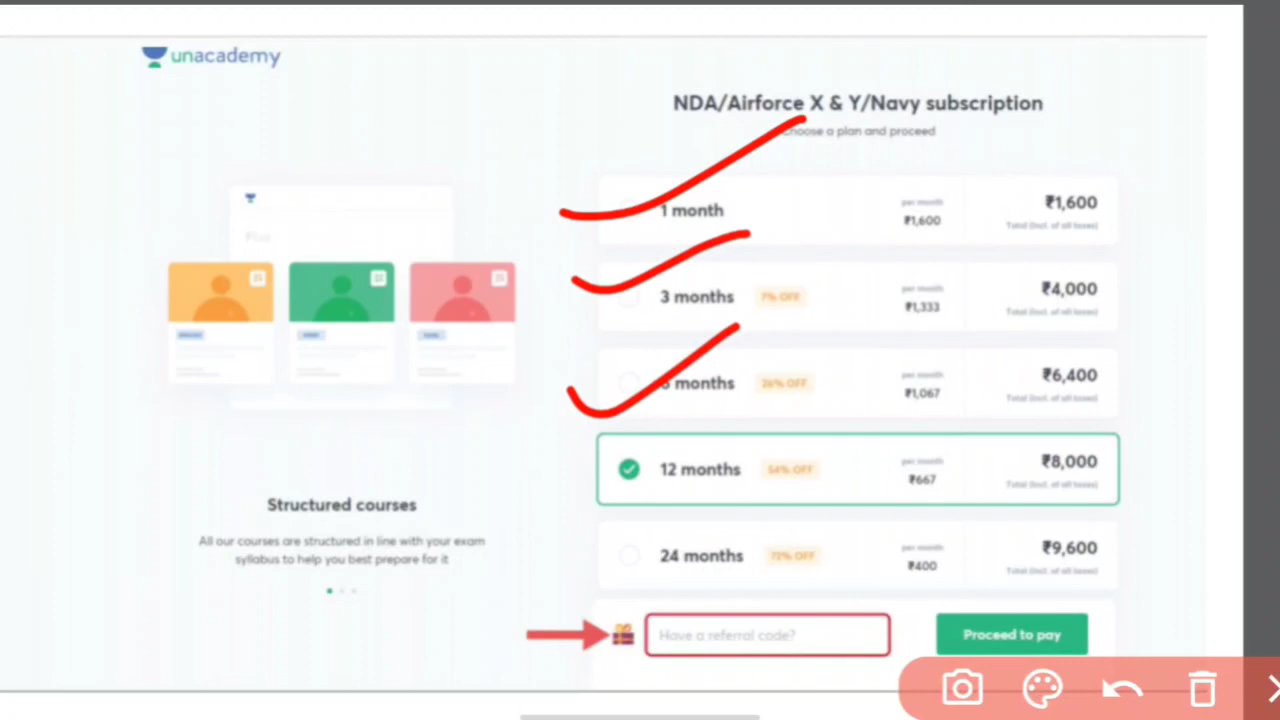 unacademy
NDA/Airforce X & Y/Navy subscription
Choose a plan and proceed
1 month
per month
₹1,600
₹1,600
Total (Incl. of all taxes)
3 months
7% OFF
per month
₹1,333
₹4,000
Total (Incl. of all taxes)
6 months
26% OFF
per month
₹1,067
₹6,400
Total (Incl. of all taxes)
12 months
54% OFF
per month
₹667
₹8,000
Total (Incl. of all taxes)
24 months
72% OFF
per month
₹400
₹9,600
Total (Incl. of all taxes)
Plus
Structured courses
All our courses are structured in line with your exam
syllabus to help you best prepare for it
Have a referral code?
Proceed to pay